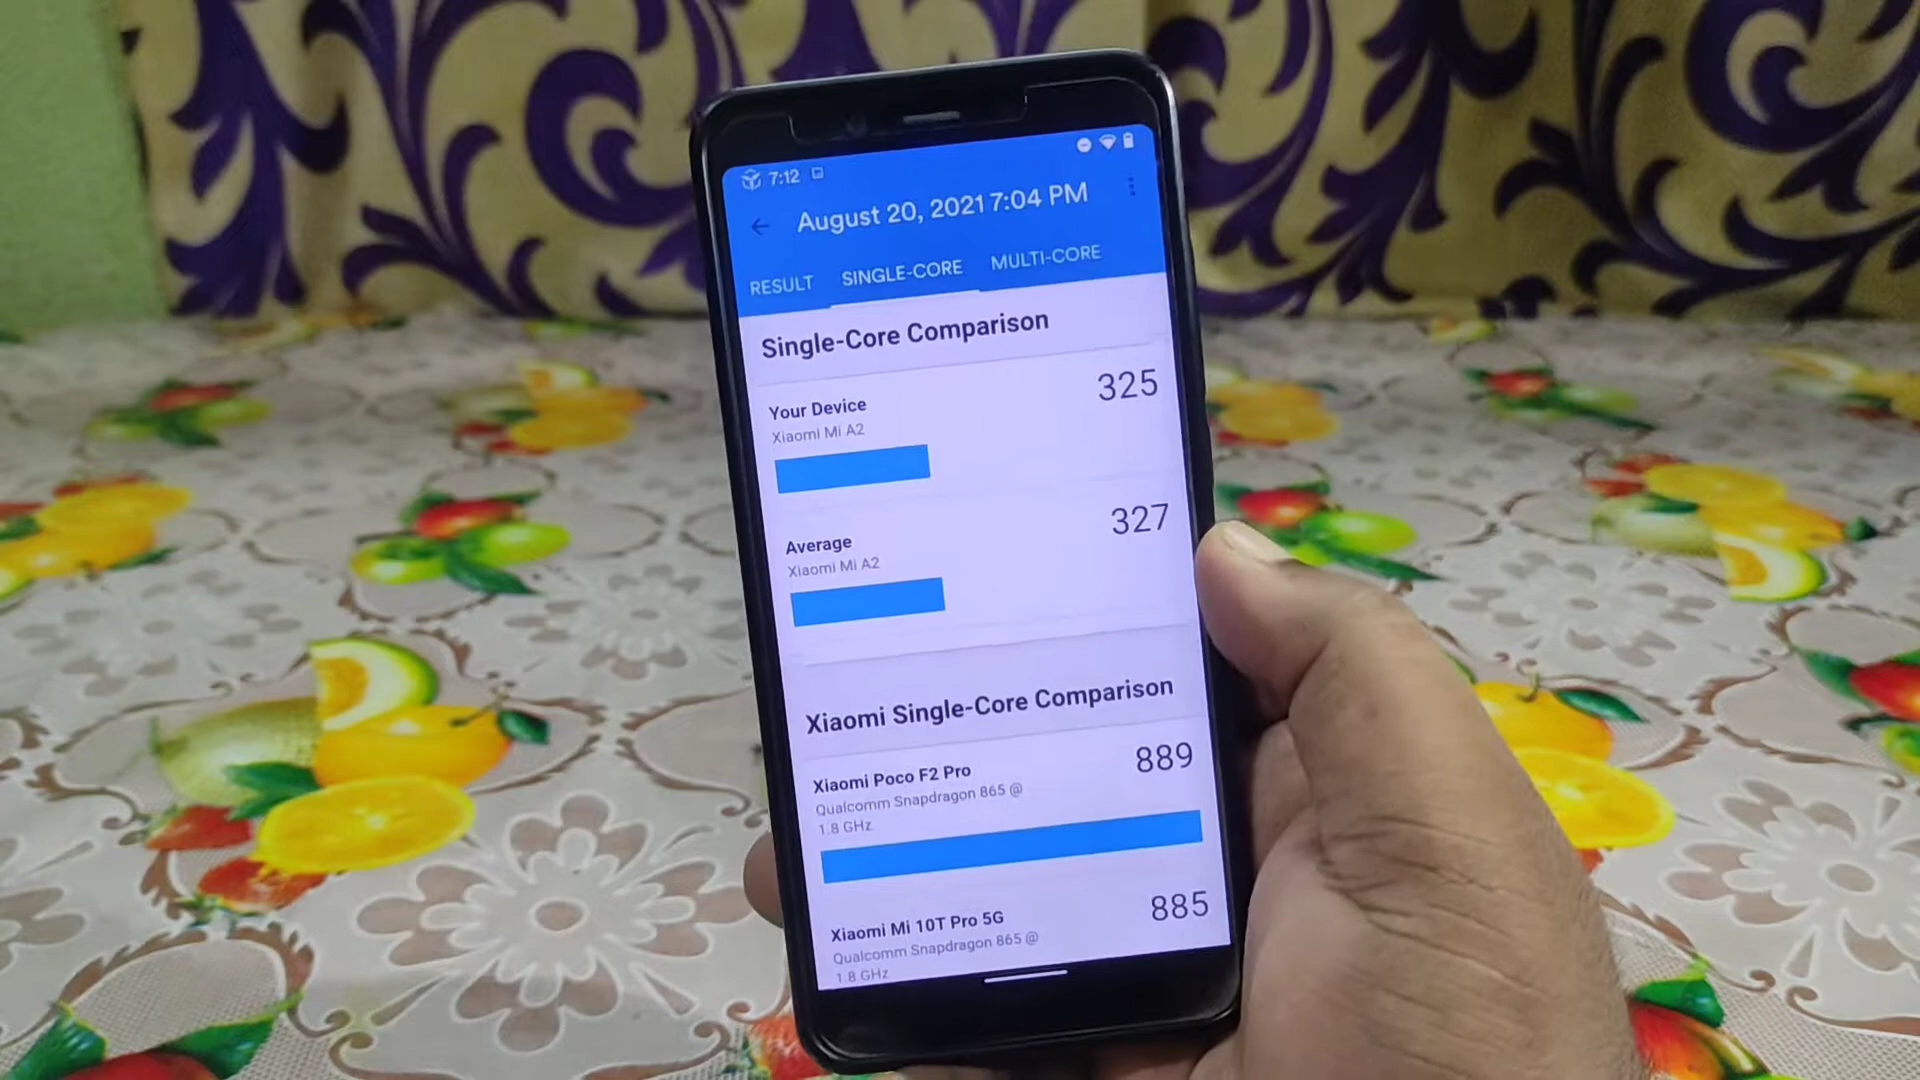 7:12
August 20, 2021 7:04 PM
RESULT SINGLE-CORE MULTI-CORE
Single-Core Comparison
Your Device 325
Xiaomi Mi A2
Average 327
Xiaomi Mi A2
Xiaomi Single-Core Comparison
Xiaomi Poco F2 Pro 889
Qualcomm Snapdragon 865 @
1.8 GHz
Xiaomi Mi 10T Pro 5G 885
Qualcomm Snapdragon 865 @
1.8 GHz